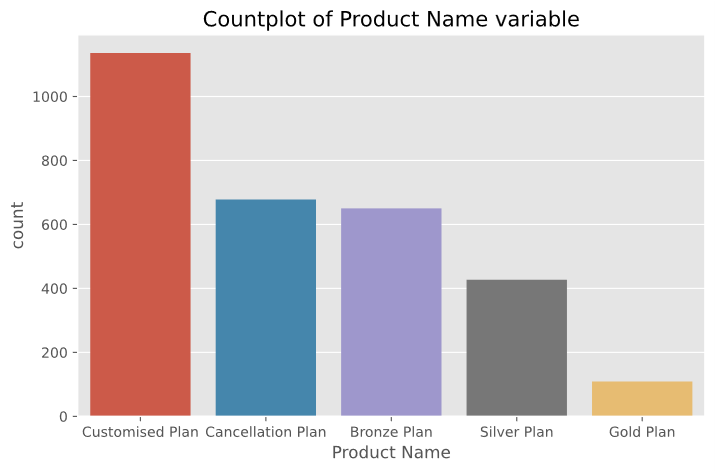 Countplot of Product Name variable
count
1000
800
600
400
200
0
Customised Plan Cancellation Plan Bronze Plan Silver Plan Gold Plan
Product Name